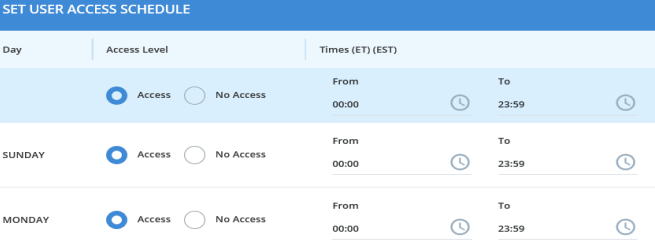 SET USER ACCESS SCHEDULE
Day Access Level Times (ET) (EST)
From To
Access No Access
00:00 23:59
From To
SUNDAY Access No Access
00:00 23:59
From To
MONDAY Access No Access
00:00 23:59